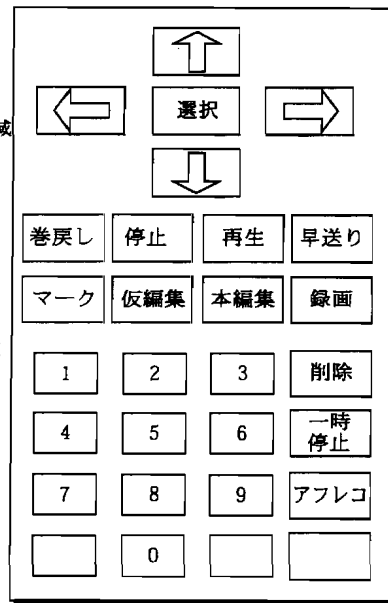 域
選択
巻戻し 停止 再生 早送り
マーク 仮編集 本編集 録画
1 2 3 削除
4 5 6 一時
停止
7 8 9 アフレコ
0